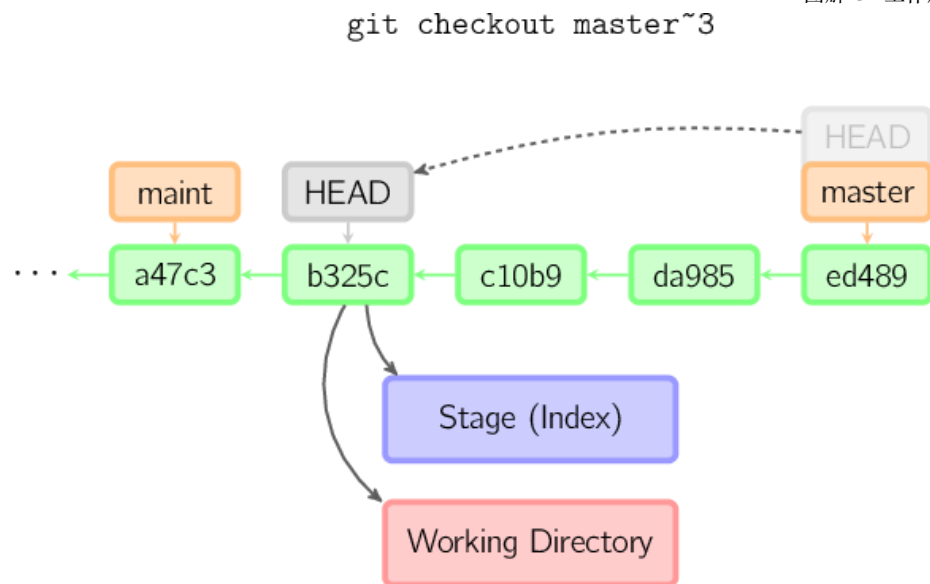 git checkout master~3
HEAD
maint
HEAD
master
... a47c3
b325c
c10b9
da985
ed489
Stage (Index)
Working Directory